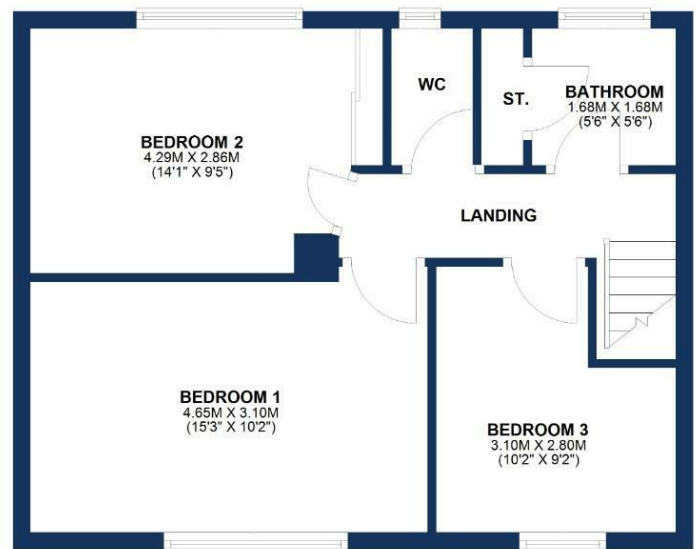 WC
ST.
BATHROOM
1.68M X 1.68M
(5'6" X 5'6")
BEDROOM 2
4.29M X 2.86M
(14'1" X 9'5")
LANDING
BEDROOM 1
4.65M X 3.10M
(15'3" X 10'2")
BEDROOM 3
3.10M X 2.80M
(10'2" X 9'2")